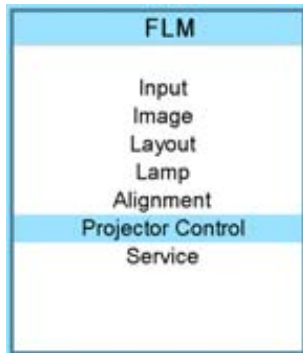 FLM
Input
Image
Layout
Lamp
Alignment
Projector Control
Service